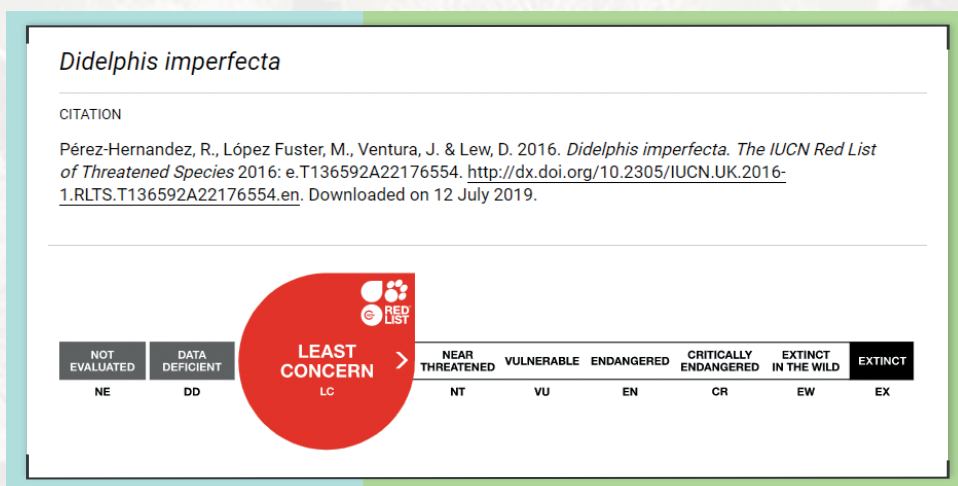 Didelphis imperfecta
CITATION
Pérez-Hernandez, R., López Fuster, M., Ventura, J. & Lew, D. 2016. Didelphis imperfecta. The IUCN Red List
of Threatened Species 2016: e.T136592A22176554. http://dx.doi.org/10.2305/IUCN.UK.2016-
1.RLTS.T136592A22176554.en. Downloaded on 12 July 2019.
RED
LIST
NOT
EVALUATED
NE
DATA
DEFICIENT
DD
LEAST
CONCERN
LC
NEAR
THREATENED
NT
VULNERABLE
VU
ENDANGERED
EN
CRITICALLY
ENDANGERED
CR
EXTINCT
IN THE WILD
EW
EXTINCT
EX